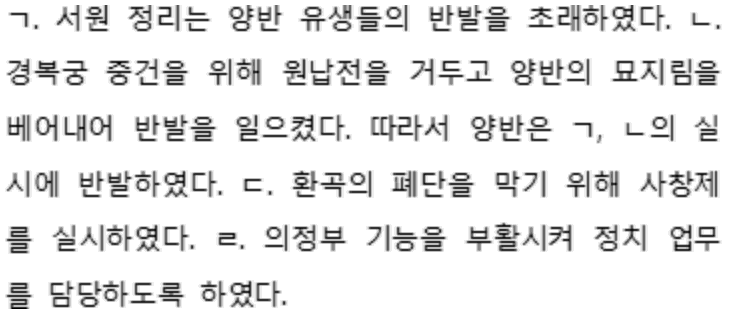 ㄱ. 서원 정리는 양반 유생들의 반발을 초래하였다. ㄴ.
경복궁 중건을 위해 원납전을 거두고 양반의 묘지림을
베어내어 반발을 일으켰다. 따라서 양반은 ㄱ, ㄴ의 실
시에 반발하였다. ㄷ. 환곡의 폐단을 막기 위해 사창제
를 실시하였다. ㄹ. 의정부 기능을 부활시켜 정치 업무
를 담당하도록 하였다.